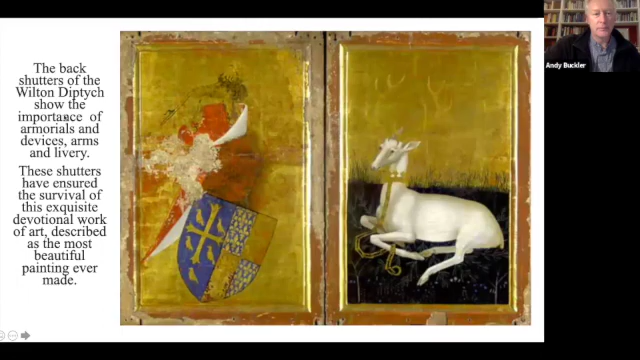 The back
shutters of the
Wilton Diptych
show the
importance of
armorials and
devices, arms
and livery.
These shutters
have ensured
the survival of
this exquisite
devotional work
of art, described
as the most
beautiful
painting ever
made.
Andy Buckler